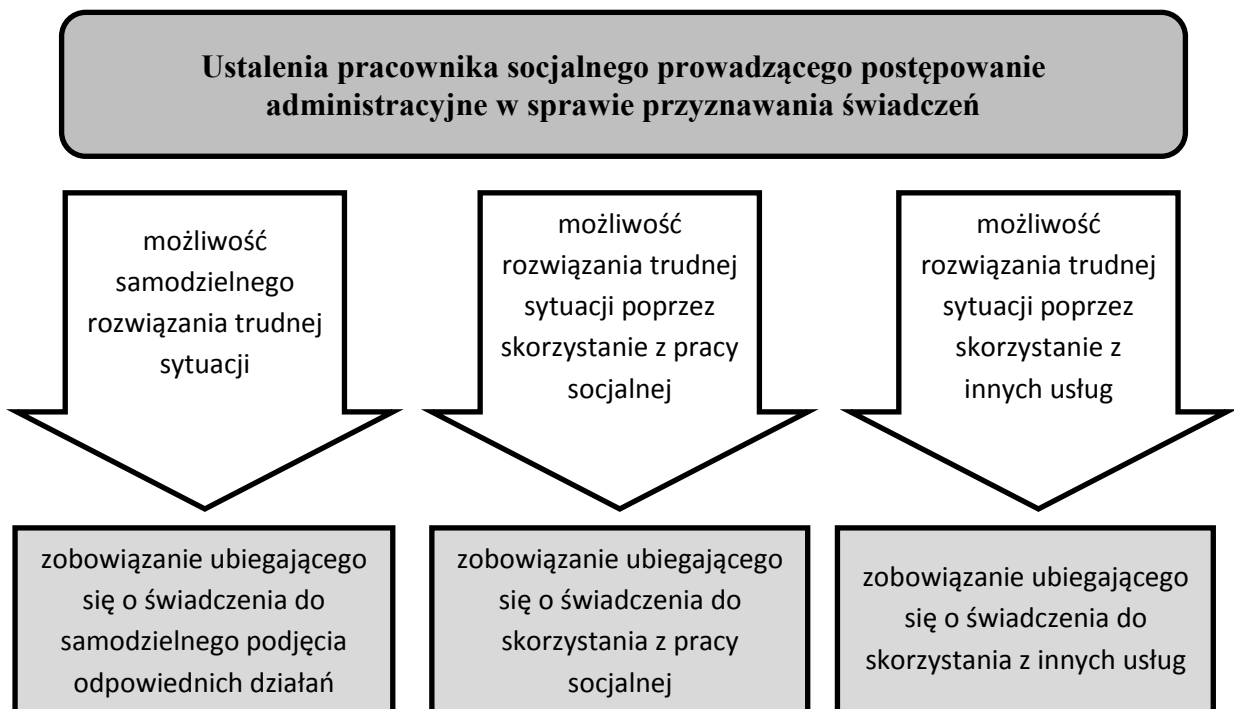 Ustalenia pracownika socjalnego prowadzącego postępowanie
administracyjne w sprawie przyznawania świadczeń
możliwość
samodzielnego
rozwiązania trudnej
sytuacji
możliwość
rozwiązania trudnej
sytuacji poprzez
skorzystanie z pracy
socjalnej
możliwość
rozwiązania trudnej
sytuacji poprzez
skorzystanie z
innych usług
zobowiązanie ubiegającego
się o świadczenia do
samodzielnego podjęcia
odpowiednich działań
zobowiązanie ubiegającego
się o świadczenia do
skorzystania z pracy
socjalnej
zobowiązanie ubiegającego
się o świadczenia do
skorzystania z innych usług